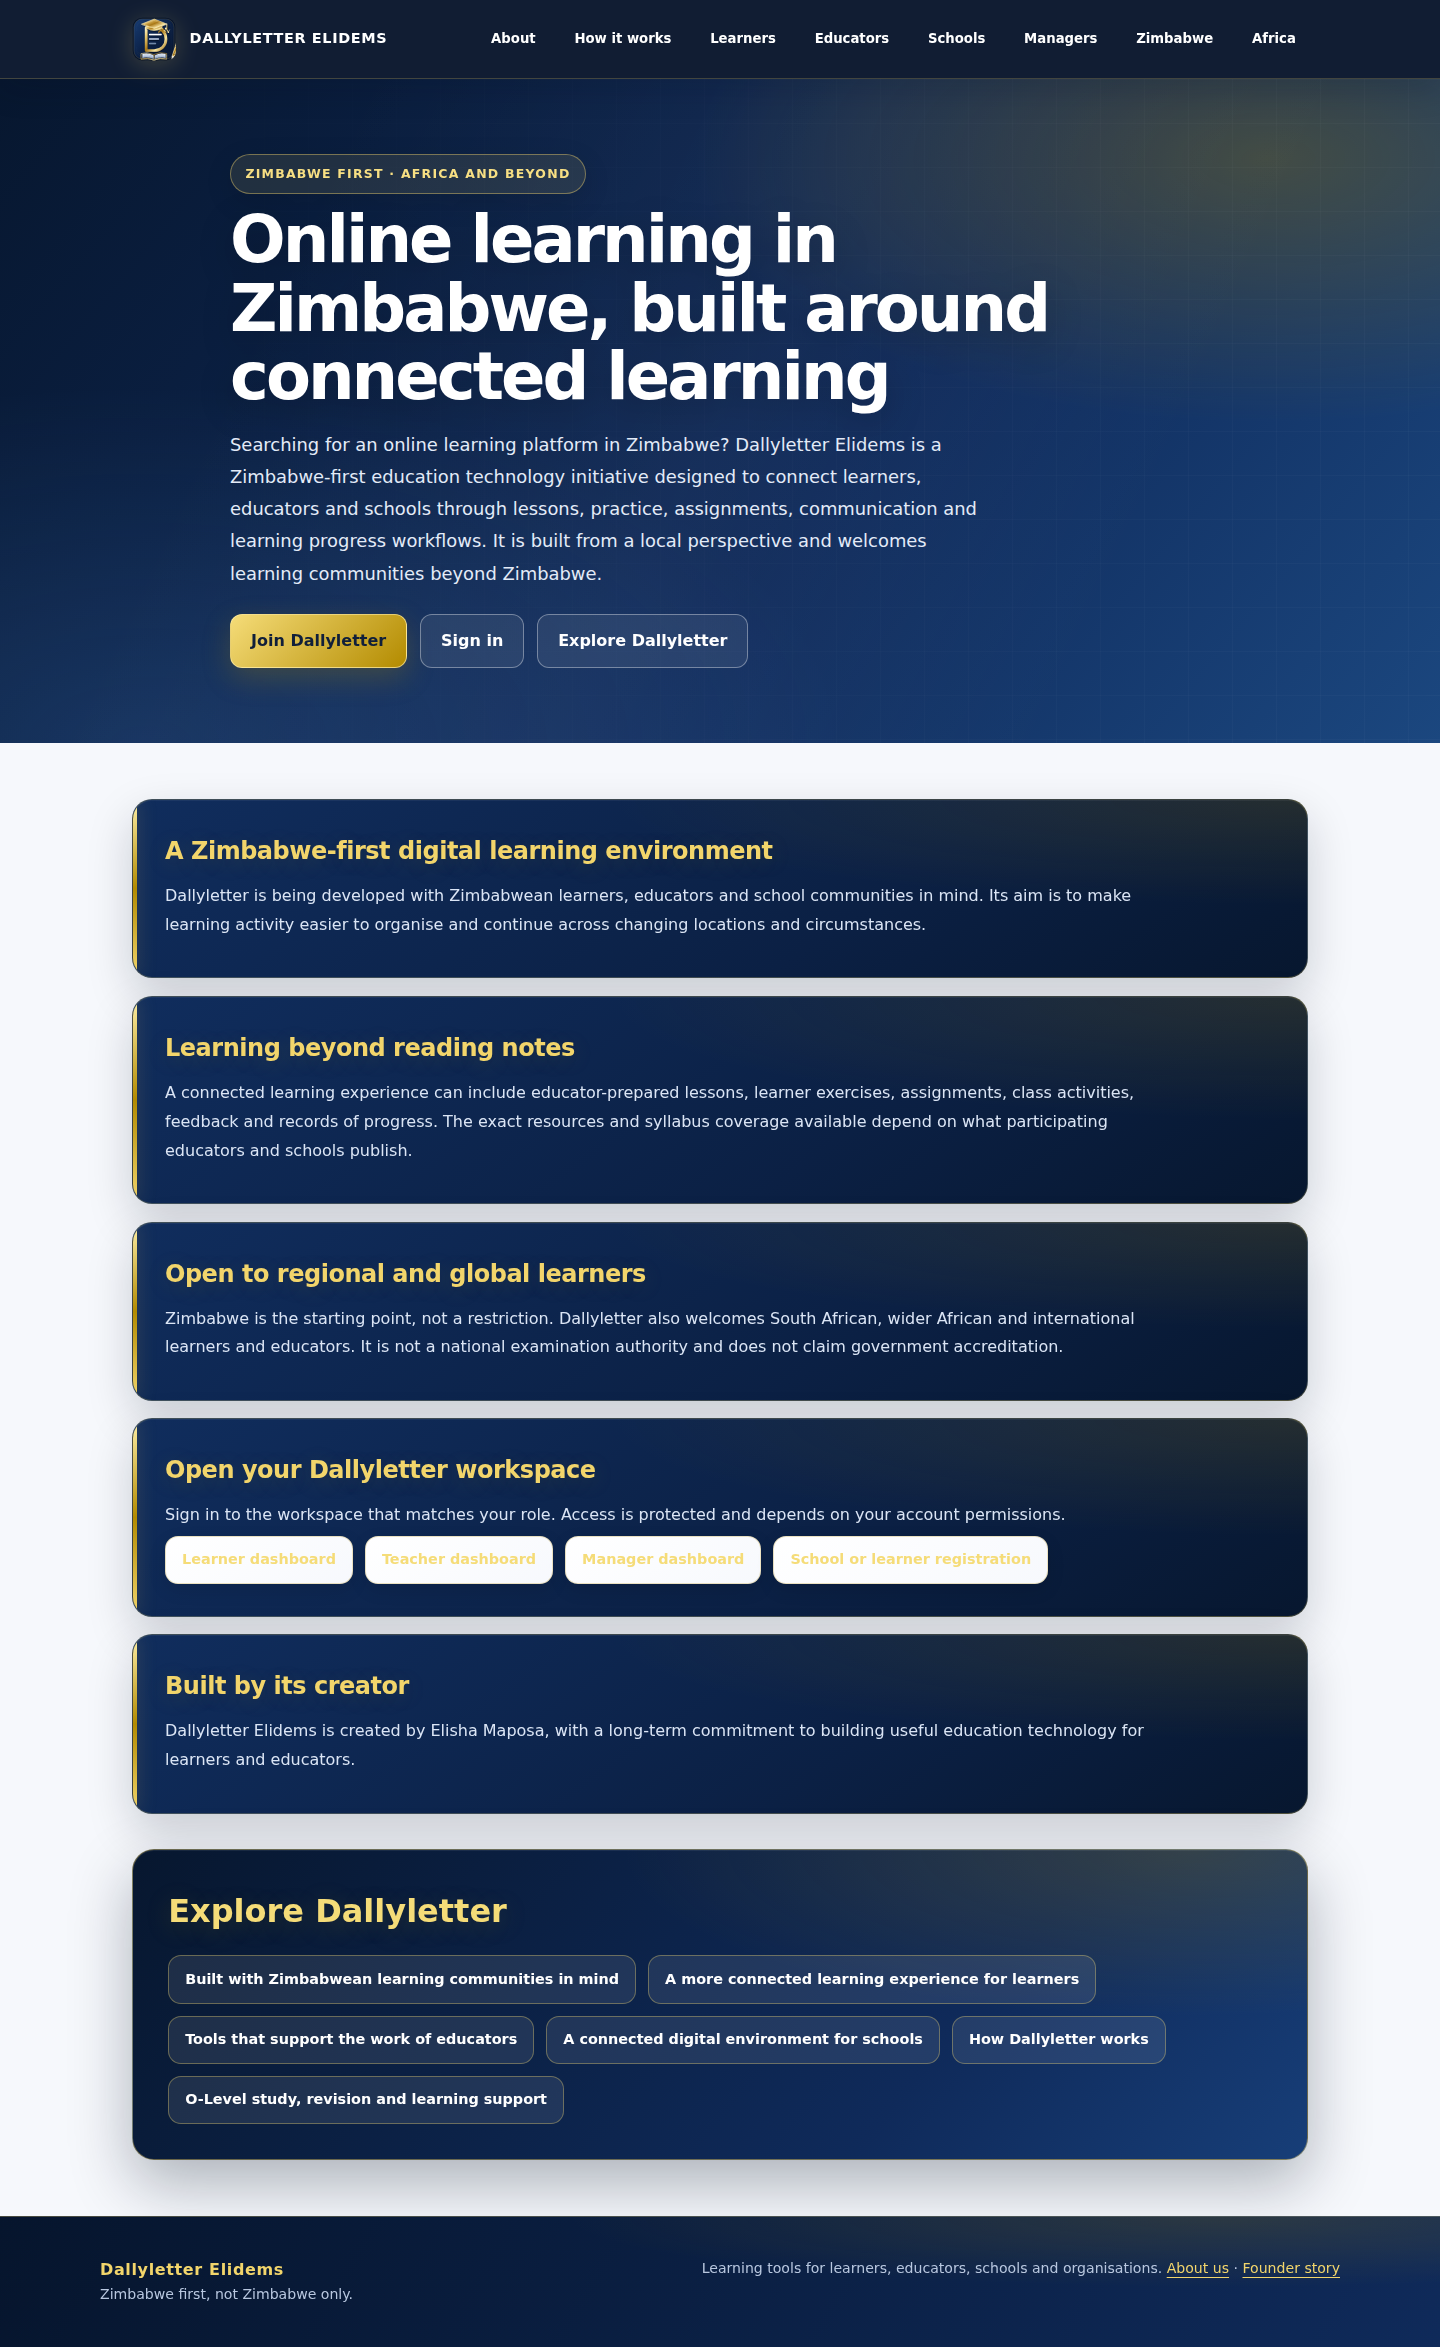 DALLYLETTER ELIDEMS
About
How it works
Learners
Educators
Schools
Managers
Zimbabwe
Africa
ZIMBABWE FIRST · AFRICA AND BEYOND
Online learning in
Zimbabwe, built around
connected learning
Searching for an online learning platform in Zimbabwe? Dallyletter Elidems is a
Zimbabwe-first education technology initiative designed to connect learners,
educators and schools through lessons, practice, assignments, communication and
learning progress workflows. It is built from a local perspective and welcomes
learning communities beyond Zimbabwe.
Join Dallyletter
Sign in
Explore Dallyletter
A Zimbabwe-first digital learning environment
Dallyletter is being developed with Zimbabwean learners, educators and school communities in mind. Its aim is to make
learning activity easier to organise and continue across changing locations and circumstances.
Learning beyond reading notes
A connected learning experience can include educator-prepared lessons, learner exercises, assignments, class activities,
feedback and records of progress. The exact resources and syllabus coverage available depend on what participating
educators and schools publish.
Open to regional and global learners
Zimbabwe is the starting point, not a restriction. Dallyletter also welcomes South African, wider African and international
learners and educators. It is not a national examination authority and does not claim government accreditation.
Open your Dallyletter workspace
Sign in to the workspace that matches your role. Access is protected and depends on your account permissions.
Learner dashboard
Teacher dashboard
Manager dashboard
School or learner registration
Built by its creator
Dallyletter Elidems is created by Elisha Maposa, with a long-term commitment to building useful education technology for
learners and educators.
Explore Dallyletter
Built with Zimbabwean learning communities in mind
A more connected learning experience for learners
Tools that support the work of educators
A connected digital environment for schools
How Dallyletter works
O-Level study, revision and learning support
Dallyletter Elidems
Zimbabwe first, not Zimbabwe only.
Learning tools for learners, educators, schools and organisations. About us · Founder story